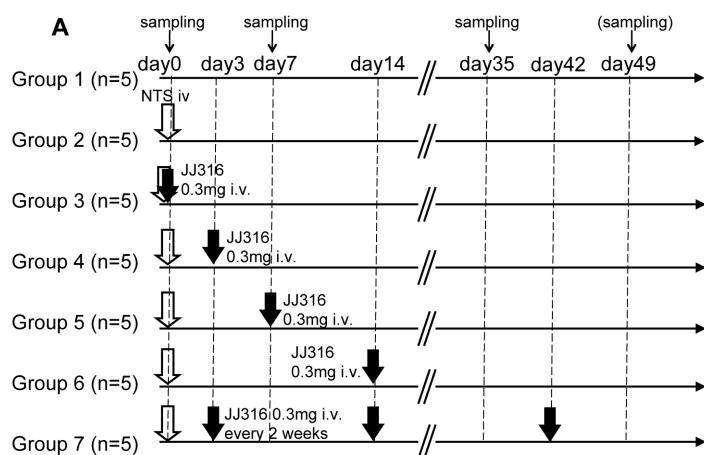 A
sampling sampling sampling (sampling)
day0 day3 day7 day14 day35 day42 day49
Group 1 (n=5)
NTS iv
Group 2 (n=5)
JJ316
0.3mg i.v.
Group 3 (n=5)
JJ316
0.3mg i.v.
Group 4 (n=5)
JJ316
0.3mg i.v.
Group 5 (n=5)
JJ316
0.3mg i.v.
Group 6 (n=5)
JJ316 0.3mg i.v.
every 2 weeks
Group 7 (n=5)